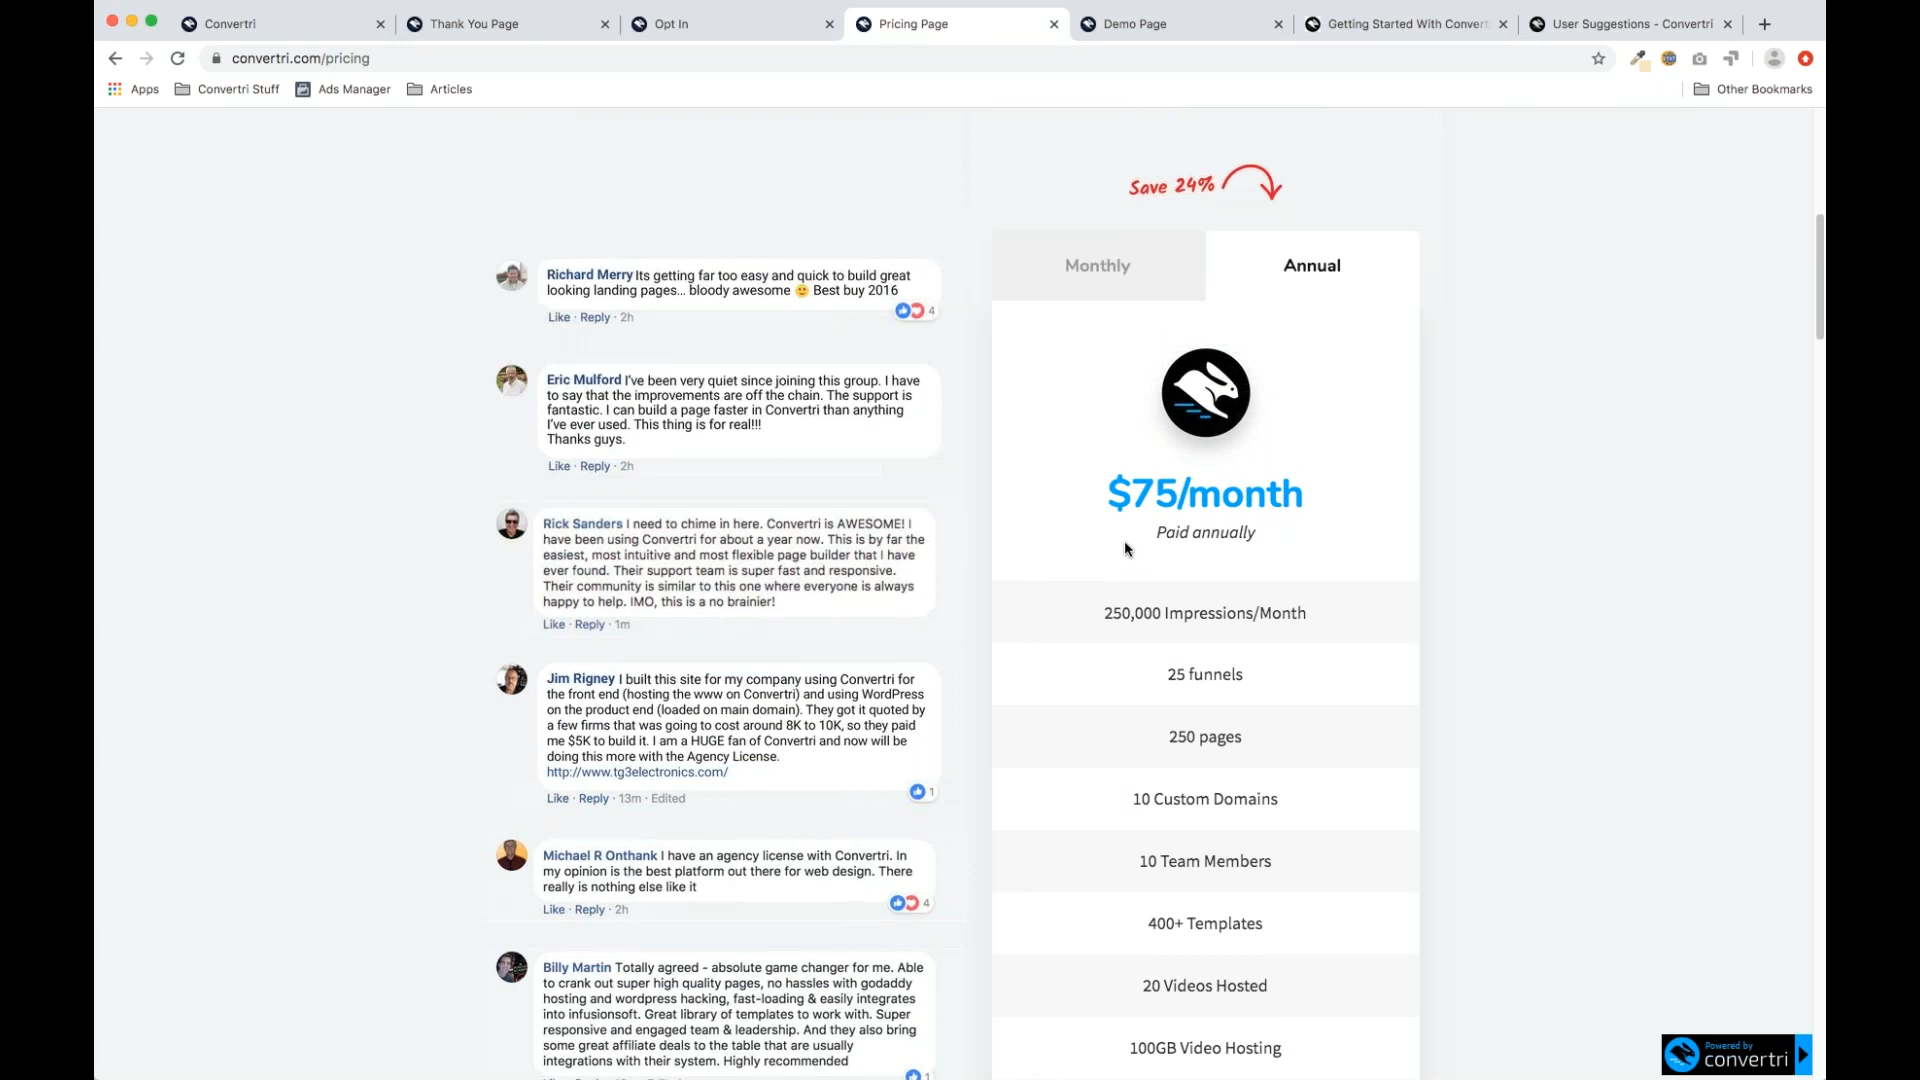 Convertri
Thank You Page
Opt In
Pricing Page
Demo Page
Getting Started With Convert
User Suggestions - Convertri
convertri.com/pricing
Apps
Convertri Stuff
Ads Manager
Articles
Other Bookmarks
Richard Merry Its getting far too easy and quick to build great
looking landing pages... bloody awesome 🙂 Best buy 2016
4
Like · Reply · 2h
Eric Mulford I've been very quiet since joining this group. I have
to say that the improvements are off the chain. The support is
fantastic. I can build a page faster in Convertri than anything
I've ever used. This thing is for real!!!
Thanks guys.
Like · Reply · 2h
Rick Sanders I need to chime in here. Convertri is AWESOME! I
have been using Convertri for about a year now. This is by far the
easiest, most intuitive and most flexible page builder that I have
ever found. Their support team is super fast and responsive.
Their community is similar to this one where everyone is always
happy to help. IMO, this is a no brainier!
Like · Reply · 1m
Jim Rigney I built this site for my company using Convertri for
the front end (hosting the www on Convertri) and using WordPress
on the product end (loaded on main domain). They got it quoted by
a few firms that was going to cost around 8K to 10K, so they paid
me $5K to build it. I am a HUGE fan of Convertri and now will be
doing this more with the Agency License.
http://www.tg3electronics.com/
1
Like · Reply · 13m · Edited
Michael R Onthank I have an agency license with Convertri. In
my opinion is the best platform out there for web design. There
really is nothing else like it
4
Like · Reply · 2h
Billy Martin Totally agreed - absolute game changer for me. Able
to crank out super high quality pages, no hassles with godaddy
hosting and wordpress hacking, fast-loading & easily integrates
into infusionsoft. Great library of templates to work with. Super
responsive and engaged team & leadership. And they also bring
some great affiliate deals to the table that are usually
integrations with their system. Highly recommended
1
Save 24%
Monthly
Annual
$75/month
Paid annually
250,000 Impressions/Month
25 funnels
250 pages
10 Custom Domains
10 Team Members
400+ Templates
20 Videos Hosted
100GB Video Hosting
Powered by
convertri